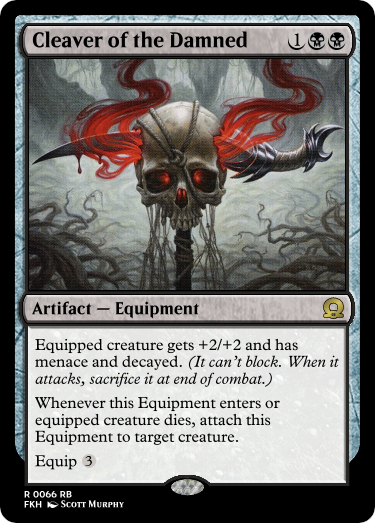 Cleaver of the Damned 1
Artifact — Equipment
Equipped creature gets +2/+2 and has
menace and decayed. (It can't block. When it
attacks, sacrifice it at end of combat.)
Whenever this Equipment enters or
equipped creature dies, attach this
Equipment to target creature.
Equip 3
R 0066 RB
FKH Scott Murphy